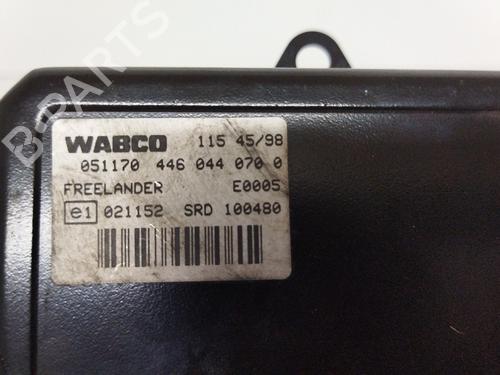 WABCO 115 45/98
051170 446 044 070 0
FREELANDER E0005
e1 021152 SRD 100480
B-PARTS